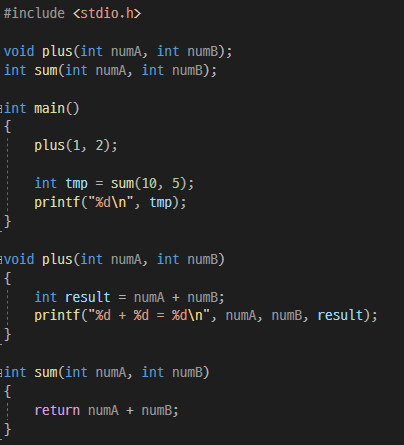 #include <stdio.h>
void plus(int numA, int numB);
int sum(int numA, int numB);
int main()
{
plus(1, 2);
int tmp = sum(10, 5);
printf("%d\n", tmp);
}
void plus(int numA, int numB)
{
int result = numA + numB;
printf("%d + %d = %d\n", numA, numB, result);
}
int sum(int numA, int numB)
{
return numA + numB;
}